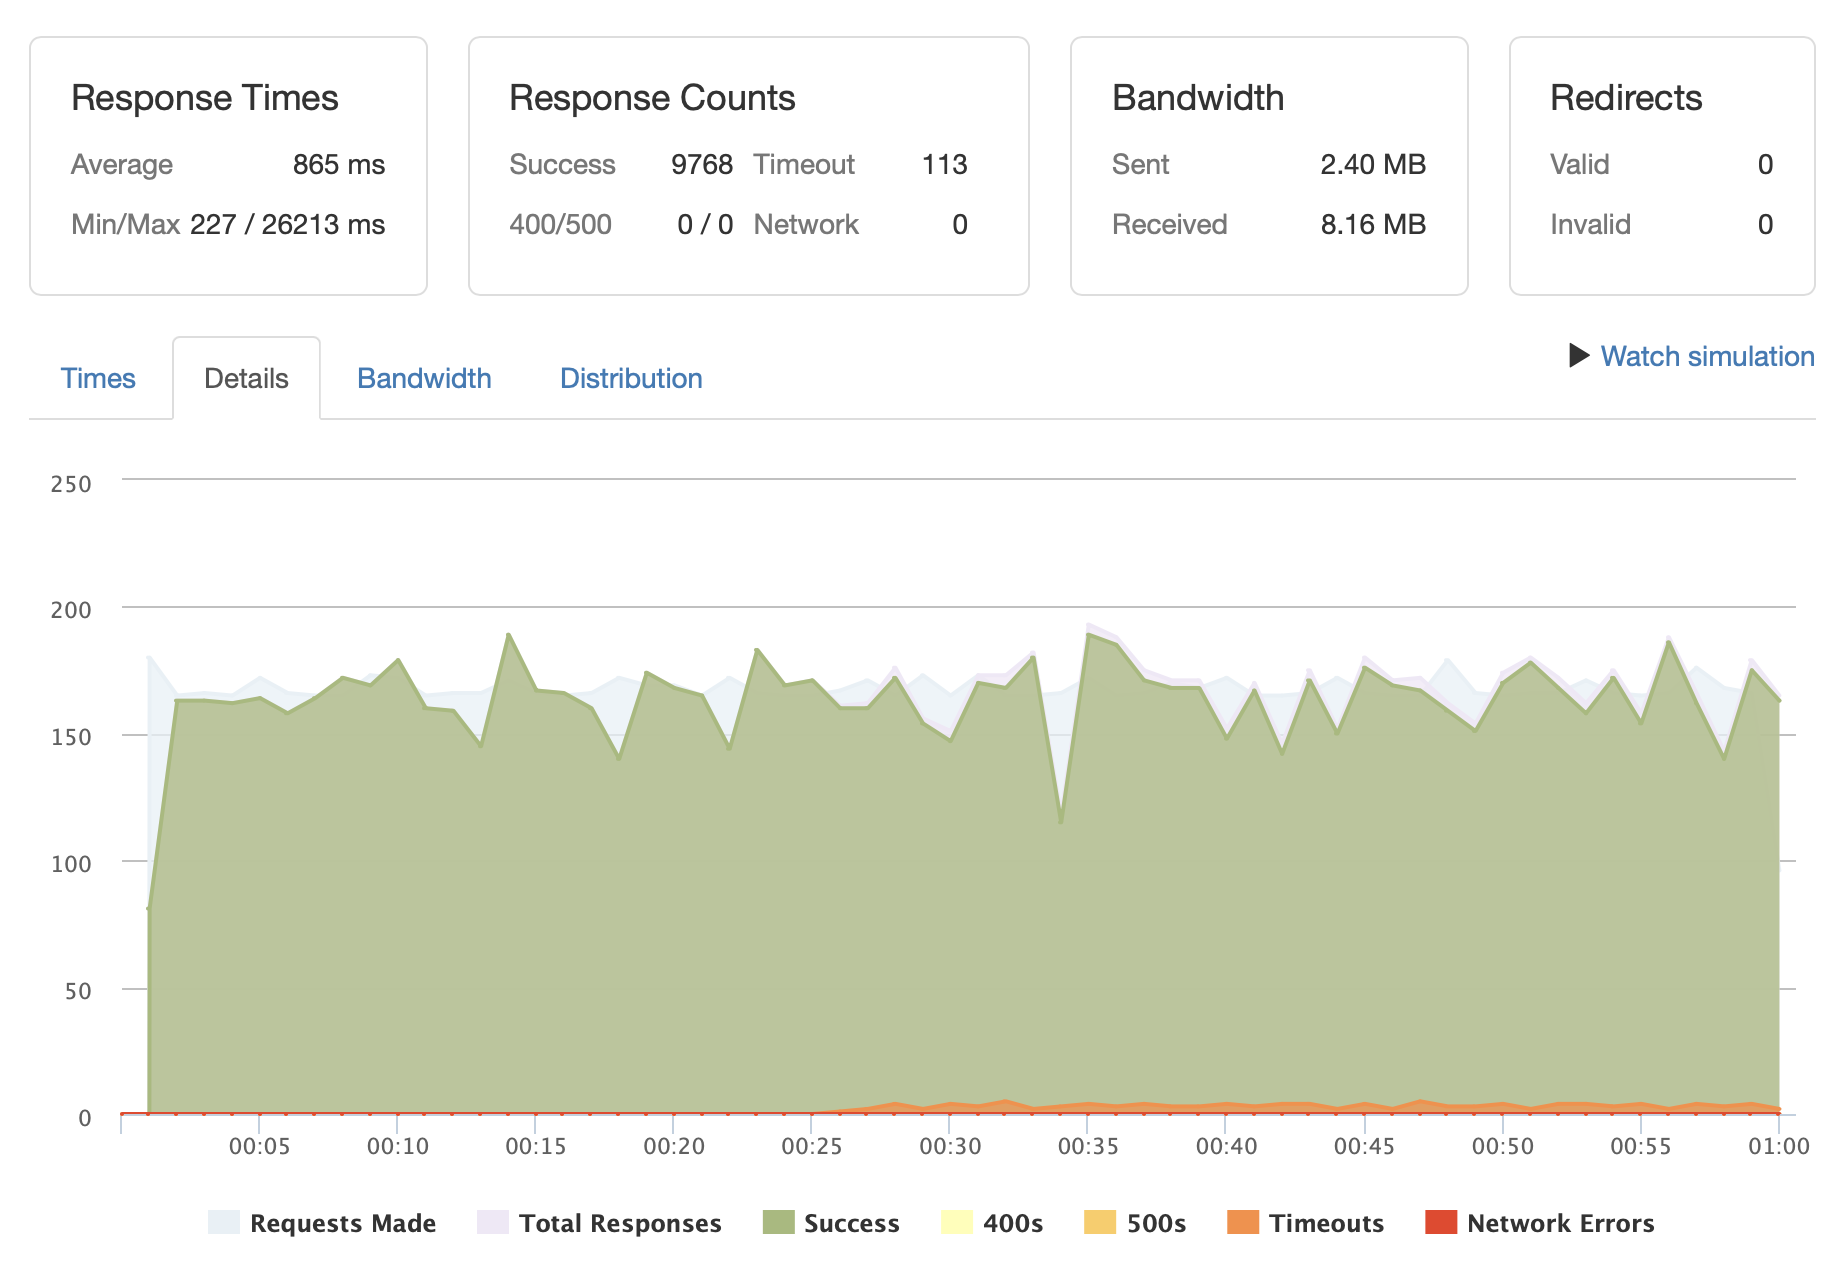 Response Times
Average 865 ms
Min/Max 227 / 26213 ms
Response Counts
Success 9768 Timeout 113
400/500 0 / 0 Network 0
Bandwidth
Sent 2.40 MB
Received 8.16 MB
Redirects
Valid 0
Invalid 0
Times Details Bandwidth Distribution
Watch simulation
250
200
150
100
50
0
00:05 00:10 00:15 00:20 00:25 00:30 00:35 00:40 00:45 00:50 00:55 01:00
Requests Made Total Responses Success 400s 500s Timeouts Network Errors